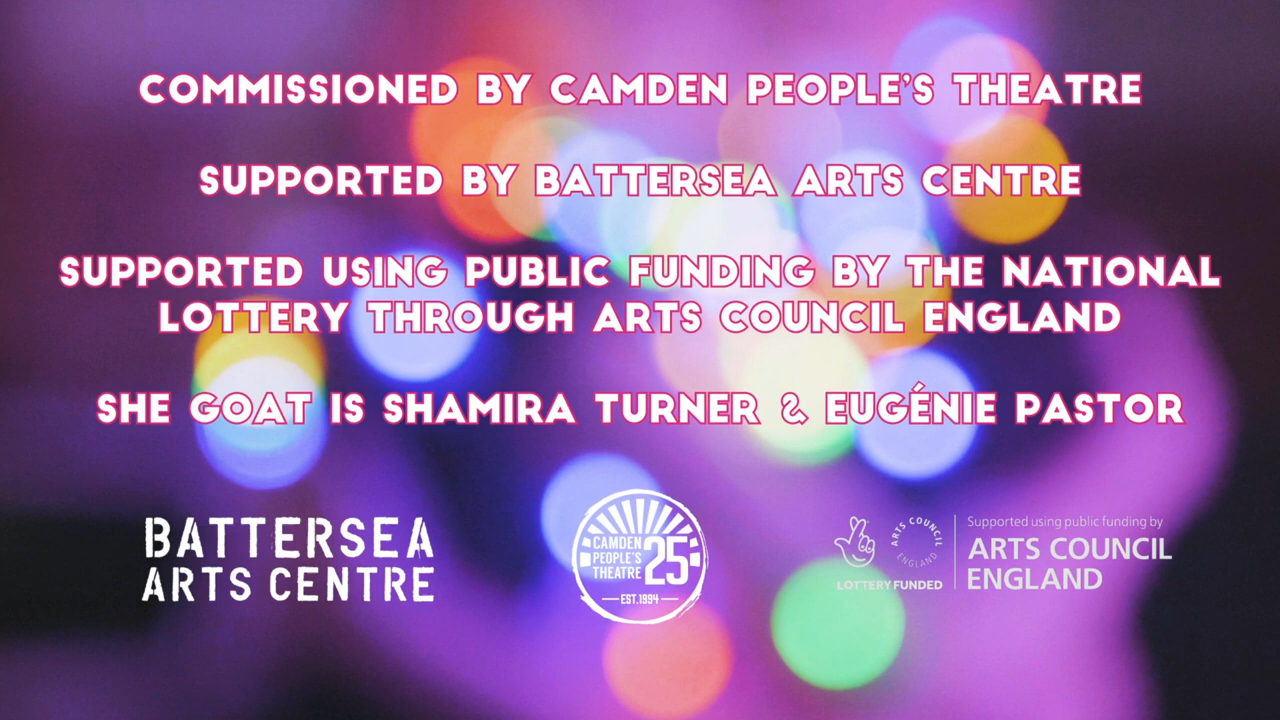 COMMISSIONED BY CAMDEN PEOPLE'S THEATRE
SUPPORTED BY BATTERSEA ARTS CENTRE
SUPPORTED USING PUBLIC FUNDING BY THE NATIONAL
LOTTERY THROUGH ARTS COUNCIL ENGLAND
SHE GOAT IS SHAMIRA TURNER & EUGÉNIE PASTOR
BATTERSEA
ARTS CENTRE
CAMDEN
PEOPLE'S
THEATRE
25
EST.1994
ARTS COUNCIL
ENGLAND
LOTTERY FUNDED
Supported using public funding by
ARTS COUNCIL
ENGLAND